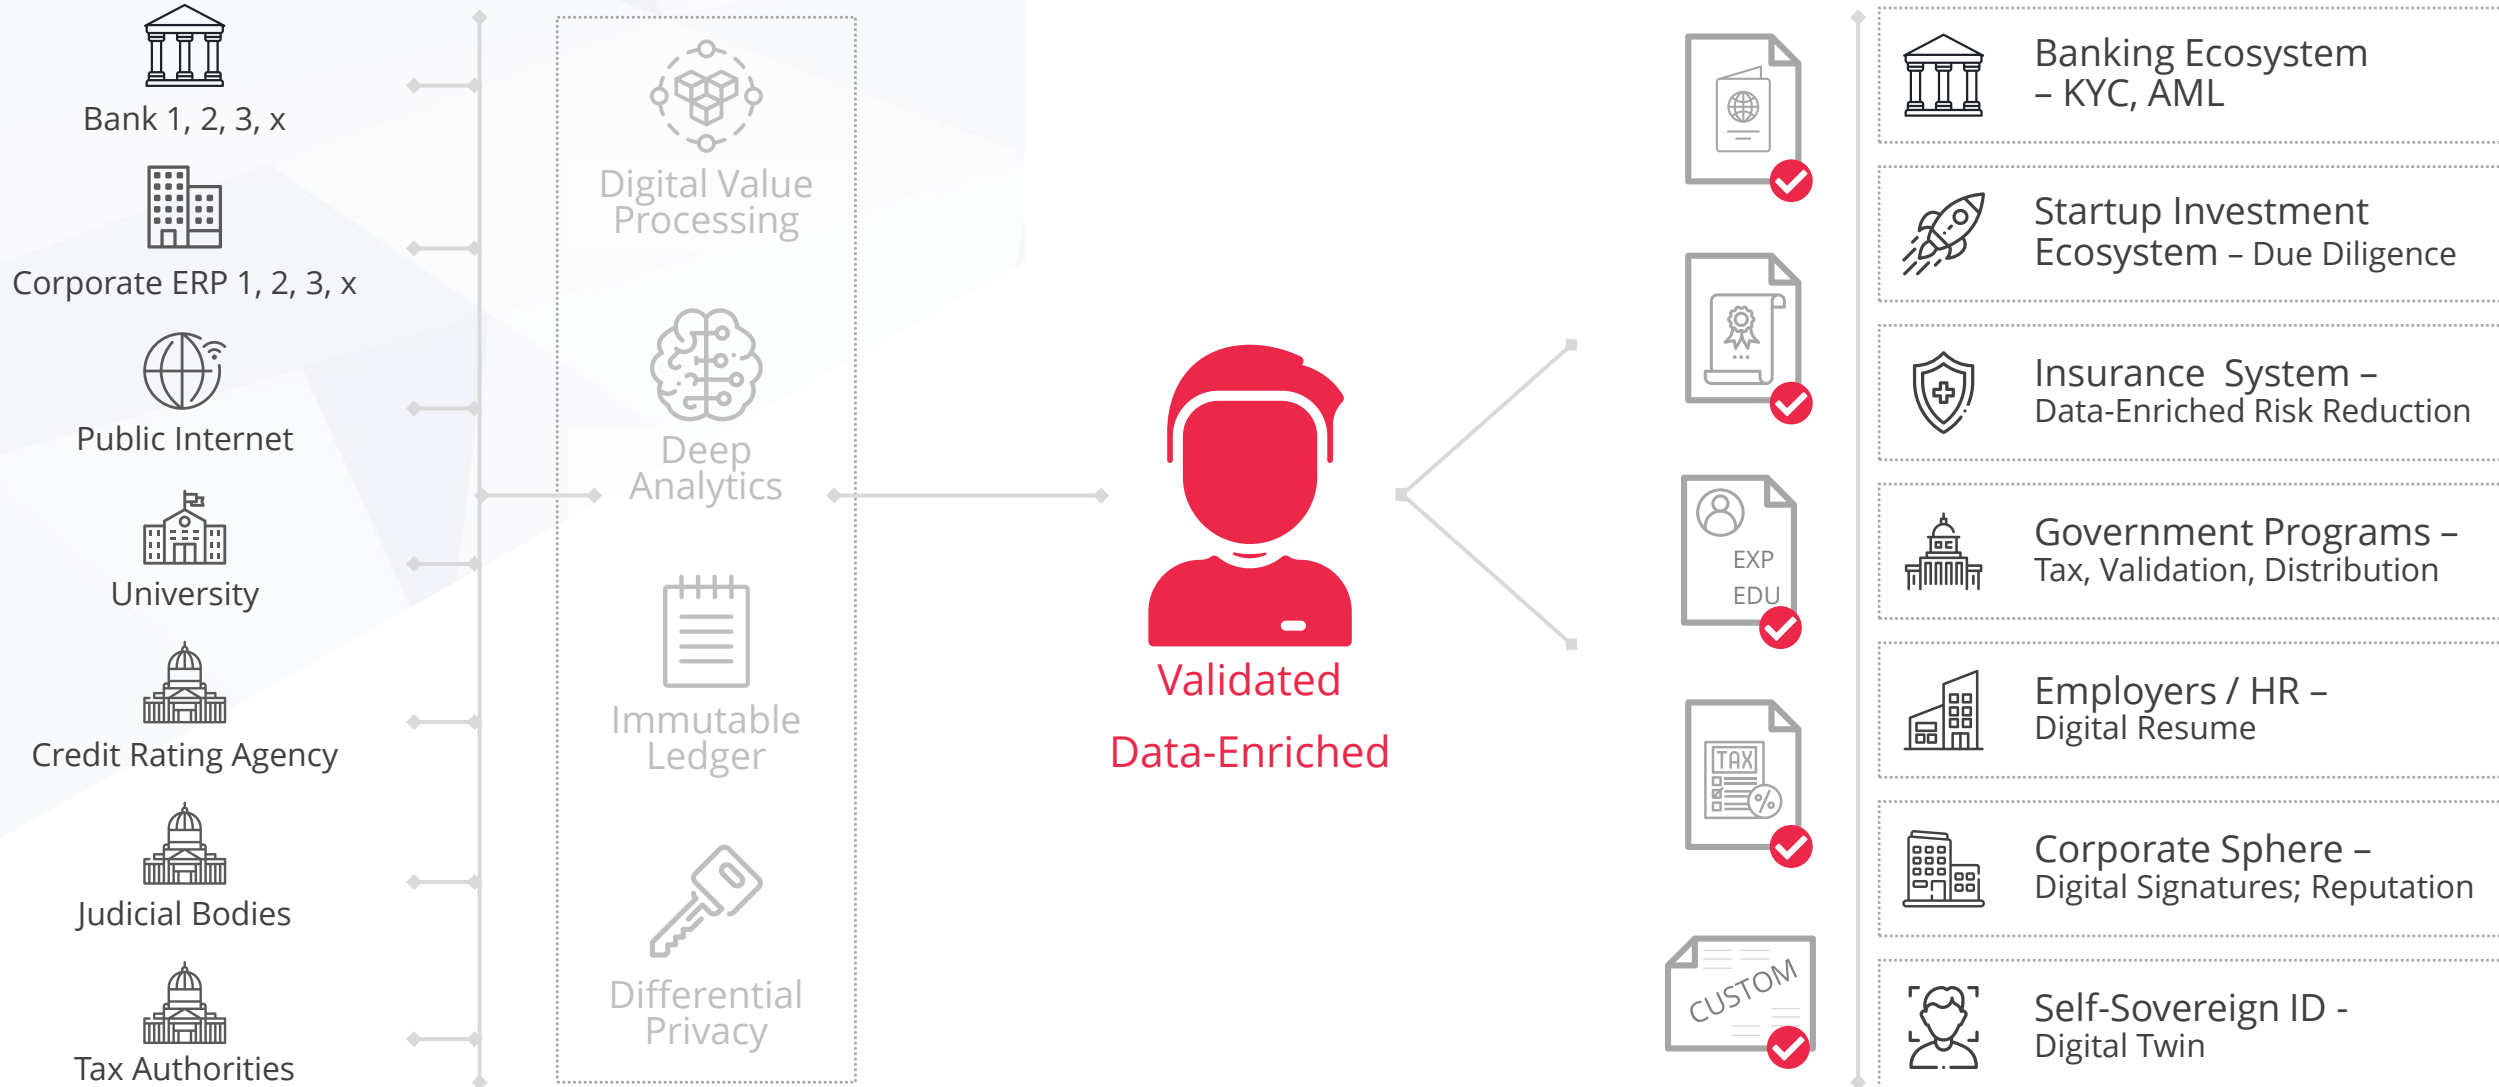 Bank 1, 2, 3, x
Corporate ERP 1, 2, 3, x
Public Internet
University
Credit Rating Agency
Judicial Bodies
Tax Authorities
Digital Value
Processing
Deep
Analytics
Immutable
Ledger
Differential
Privacy
Validated
Data-Enriched
EXP
EDU
TAX
%
CUSTOM
Banking Ecosystem
– KYC, AML
Startup Investment
Ecosystem – Due Diligence
Insurance System –
Data-Enriched Risk Reduction
Government Programs –
Tax, Validation, Distribution
Employers / HR –
Digital Resume
Corporate Sphere –
Digital Signatures; Reputation
Self-Sovereign ID -
Digital Twin